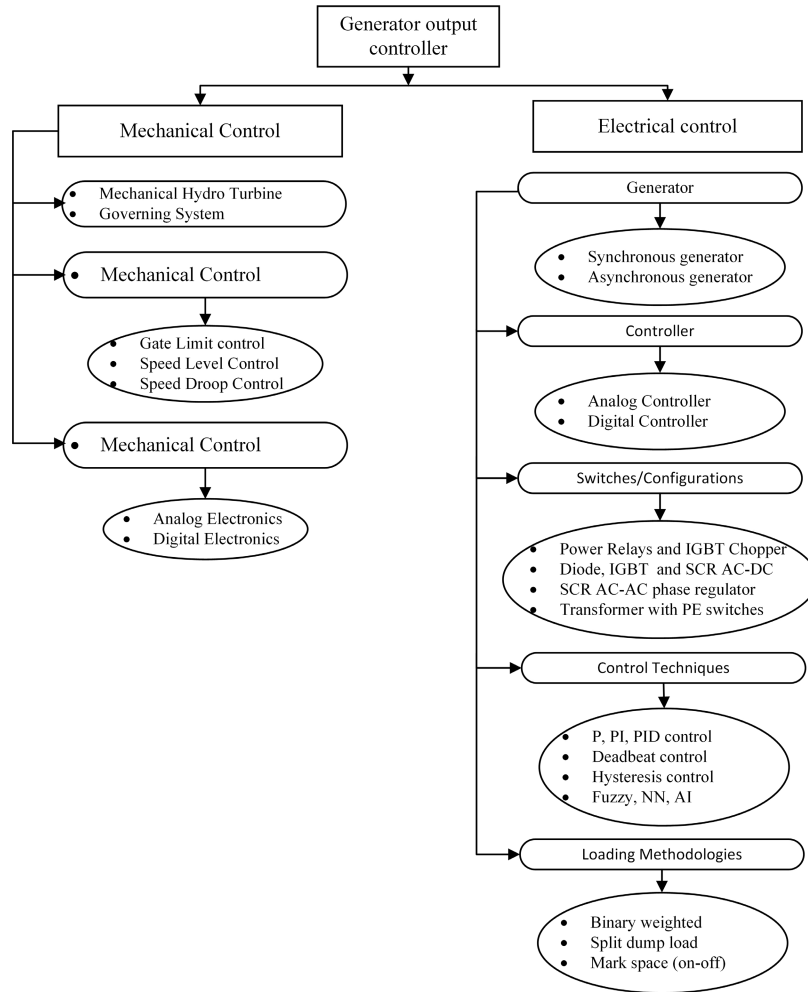 Generator output
controller
Mechanical Control
• Mechanical Hydro Turbine
• Governing System
• Mechanical Control
• Gate Limit control
• Speed Level Control
• Speed Droop Control
• Mechanical Control
• Analog Electronics
• Digital Electronics
Electrical control
Generator
• Synchronous generator
• Asynchronous generator
Controller
• Analog Controller
• Digital Controller
Switches/Configurations
• Power Relays and IGBT Chopper
• Diode, IGBT and SCR AC-DC
• SCR AC-AC phase regulator
• Transformer with PE switches
Control Techniques
• P, PI, PID control
• Deadbeat control
• Hysteresis control
• Fuzzy, NN, AI
Loading Methodologies
• Binary weighted
• Split dump load
• Mark space (on-off)